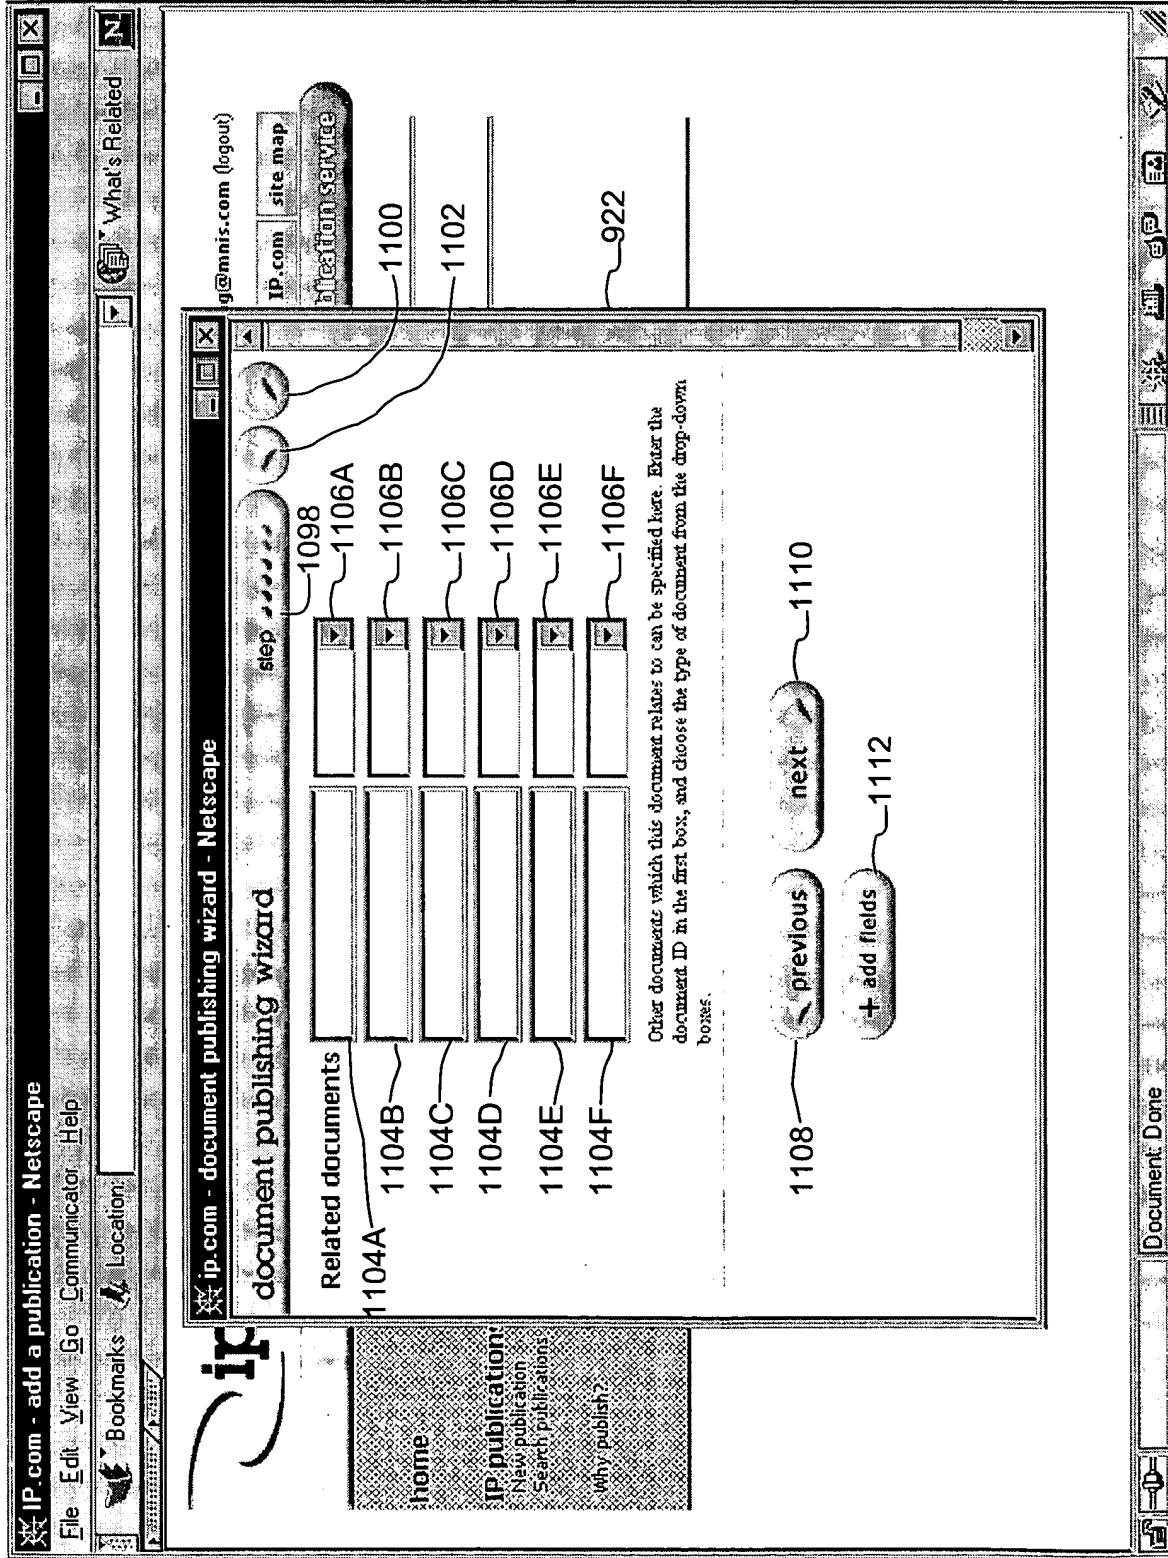 IP.com - add a publication - Netscape
File Edit View Go Communicator Help
Bookmarks Location: What's Related N
g@mnis.com (logout)
ip
IP.com site map
blication service
home
IP publication
New publication
Search publications
Why publish?
ip.com - document publishing wizard - Netscape
document publishing wizard step
1098
1100
1102
922
Related documents
1104A 1106A
1104B 1106B
1104C 1106C
1104D 1106D
1104E 1106E
1104F 1106F
Other documents which this document relates to can be specified here. Enter the
document ID in the first box, and choose the type of document from the drop-down
boxes.
1108 previous next 1110
+ add fields 1112
Document Done